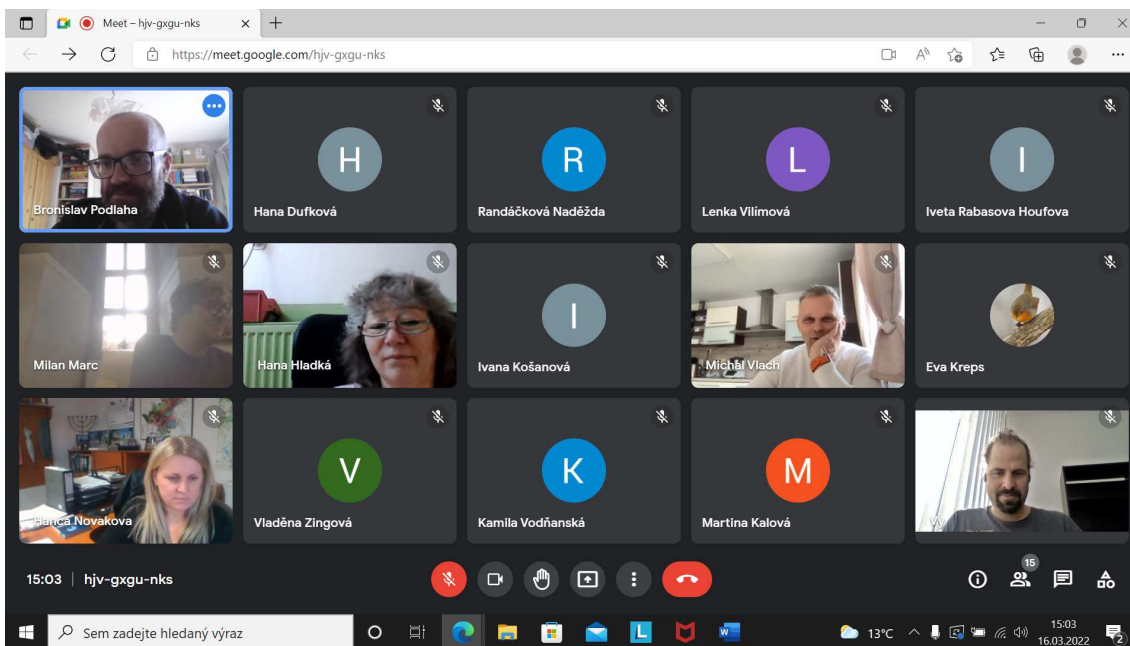 Meet – hjv-gxgu-nks
https://meet.google.com/hjv-gxgu-nks
Bronislav Podlaha
H
Hana Dufková
R
Randáčková Naděžda
L
Lenka Vilímová
I
Iveta Rabasova Houfova
Milan Marc
Hana Hladká
I
Ivana Košanová
Michal Vlach
Eva Kreps
Hanča Novakova
V
Vladěna Zingová
K
Kamila Vodňanská
M
Martina Kalová
Vy
15:03 | hjv-gxgu-nks
15
Sem zadejte hledaný výraz
L
W
13°C
15:03
16.03.2022
2